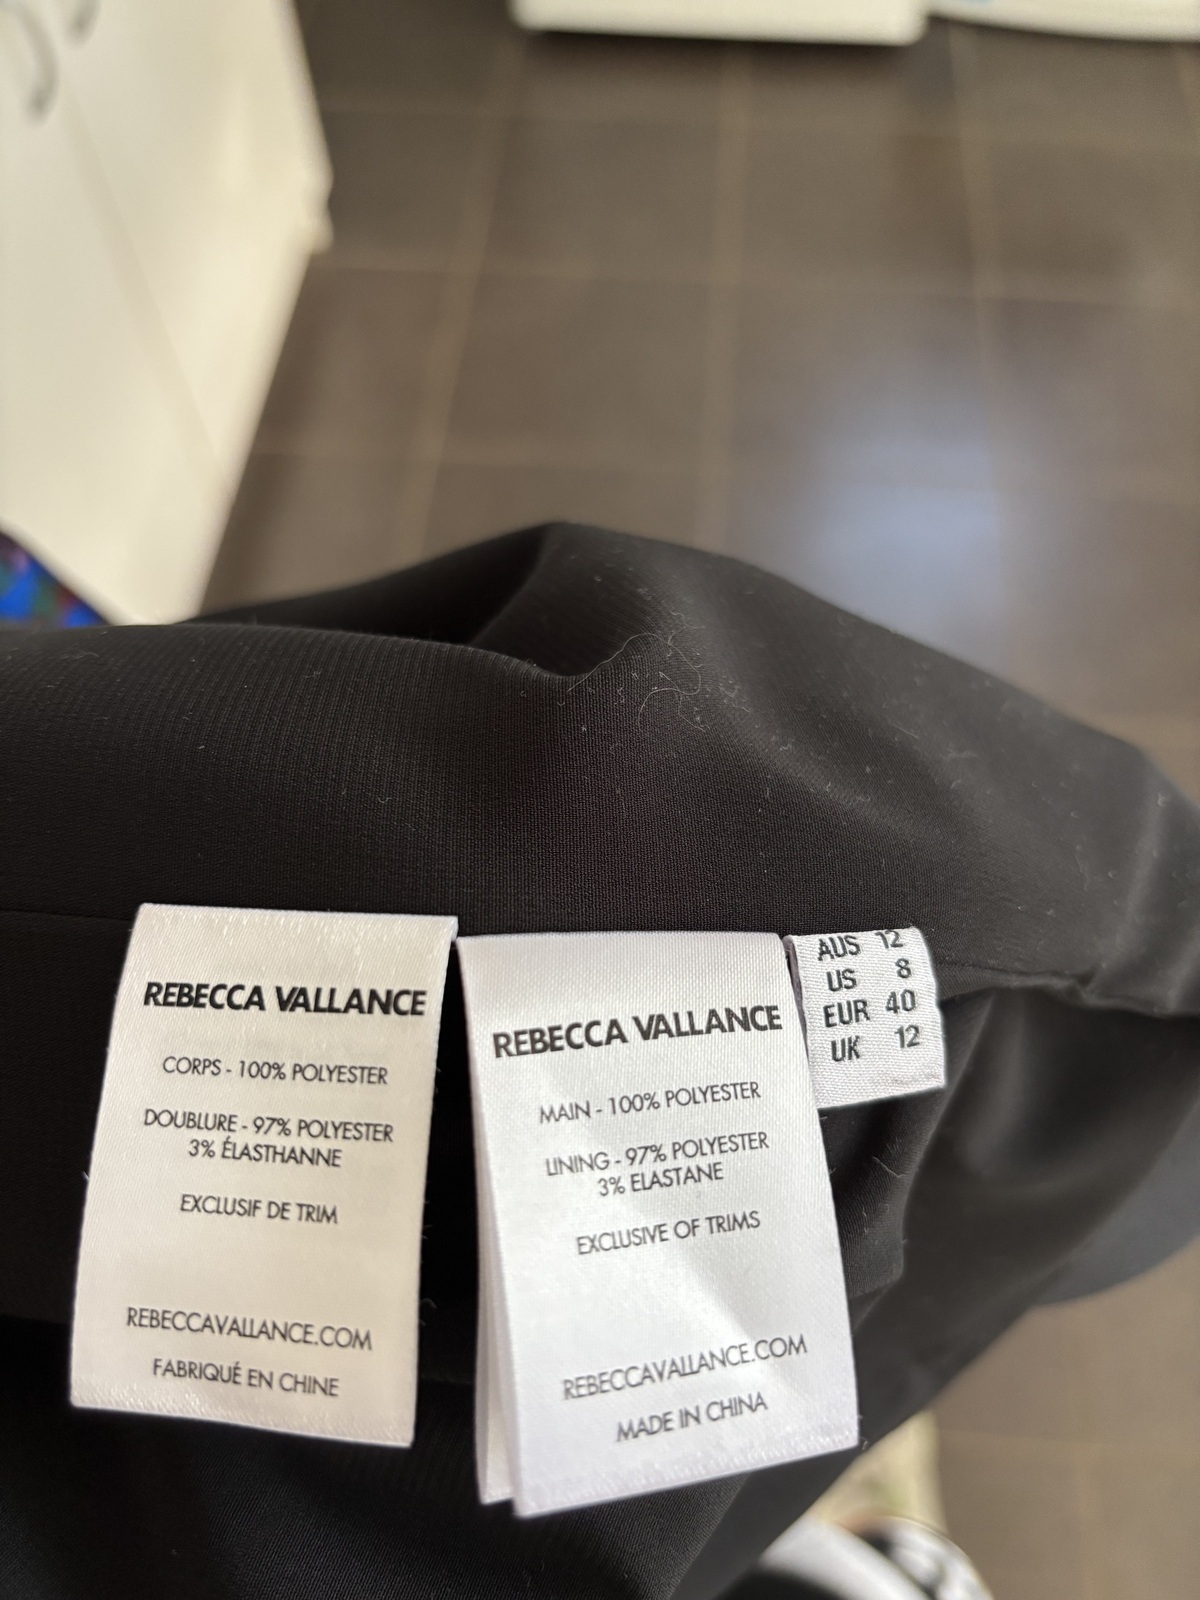 REBECCA VALLANCE
CORPS - 100% POLYESTER
DOUBLURE - 97% POLYESTER
3% ÉLASTHANNE
EXCLUSIF DE TRIM
REBECCAVALLANCE.COM
FABRIQUÉ EN CHINE
REBECCA VALLANCE
MAIN - 100% POLYESTER
LINING - 97% POLYESTER
3% ELASTANE
EXCLUSIVE OF TRIMS
REBECCAVALLANCE.COM
MADE IN CHINA
AUS 12
US 8
EUR 40
UK 12